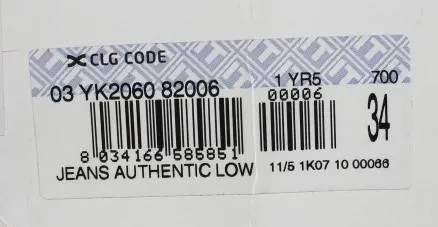 CLG CODE
03 YK2060 82006
1 YR5 700
00006
34
8 034166 585851
JEANS AUTHENTIC LOW
11/5 1K07 10 00066